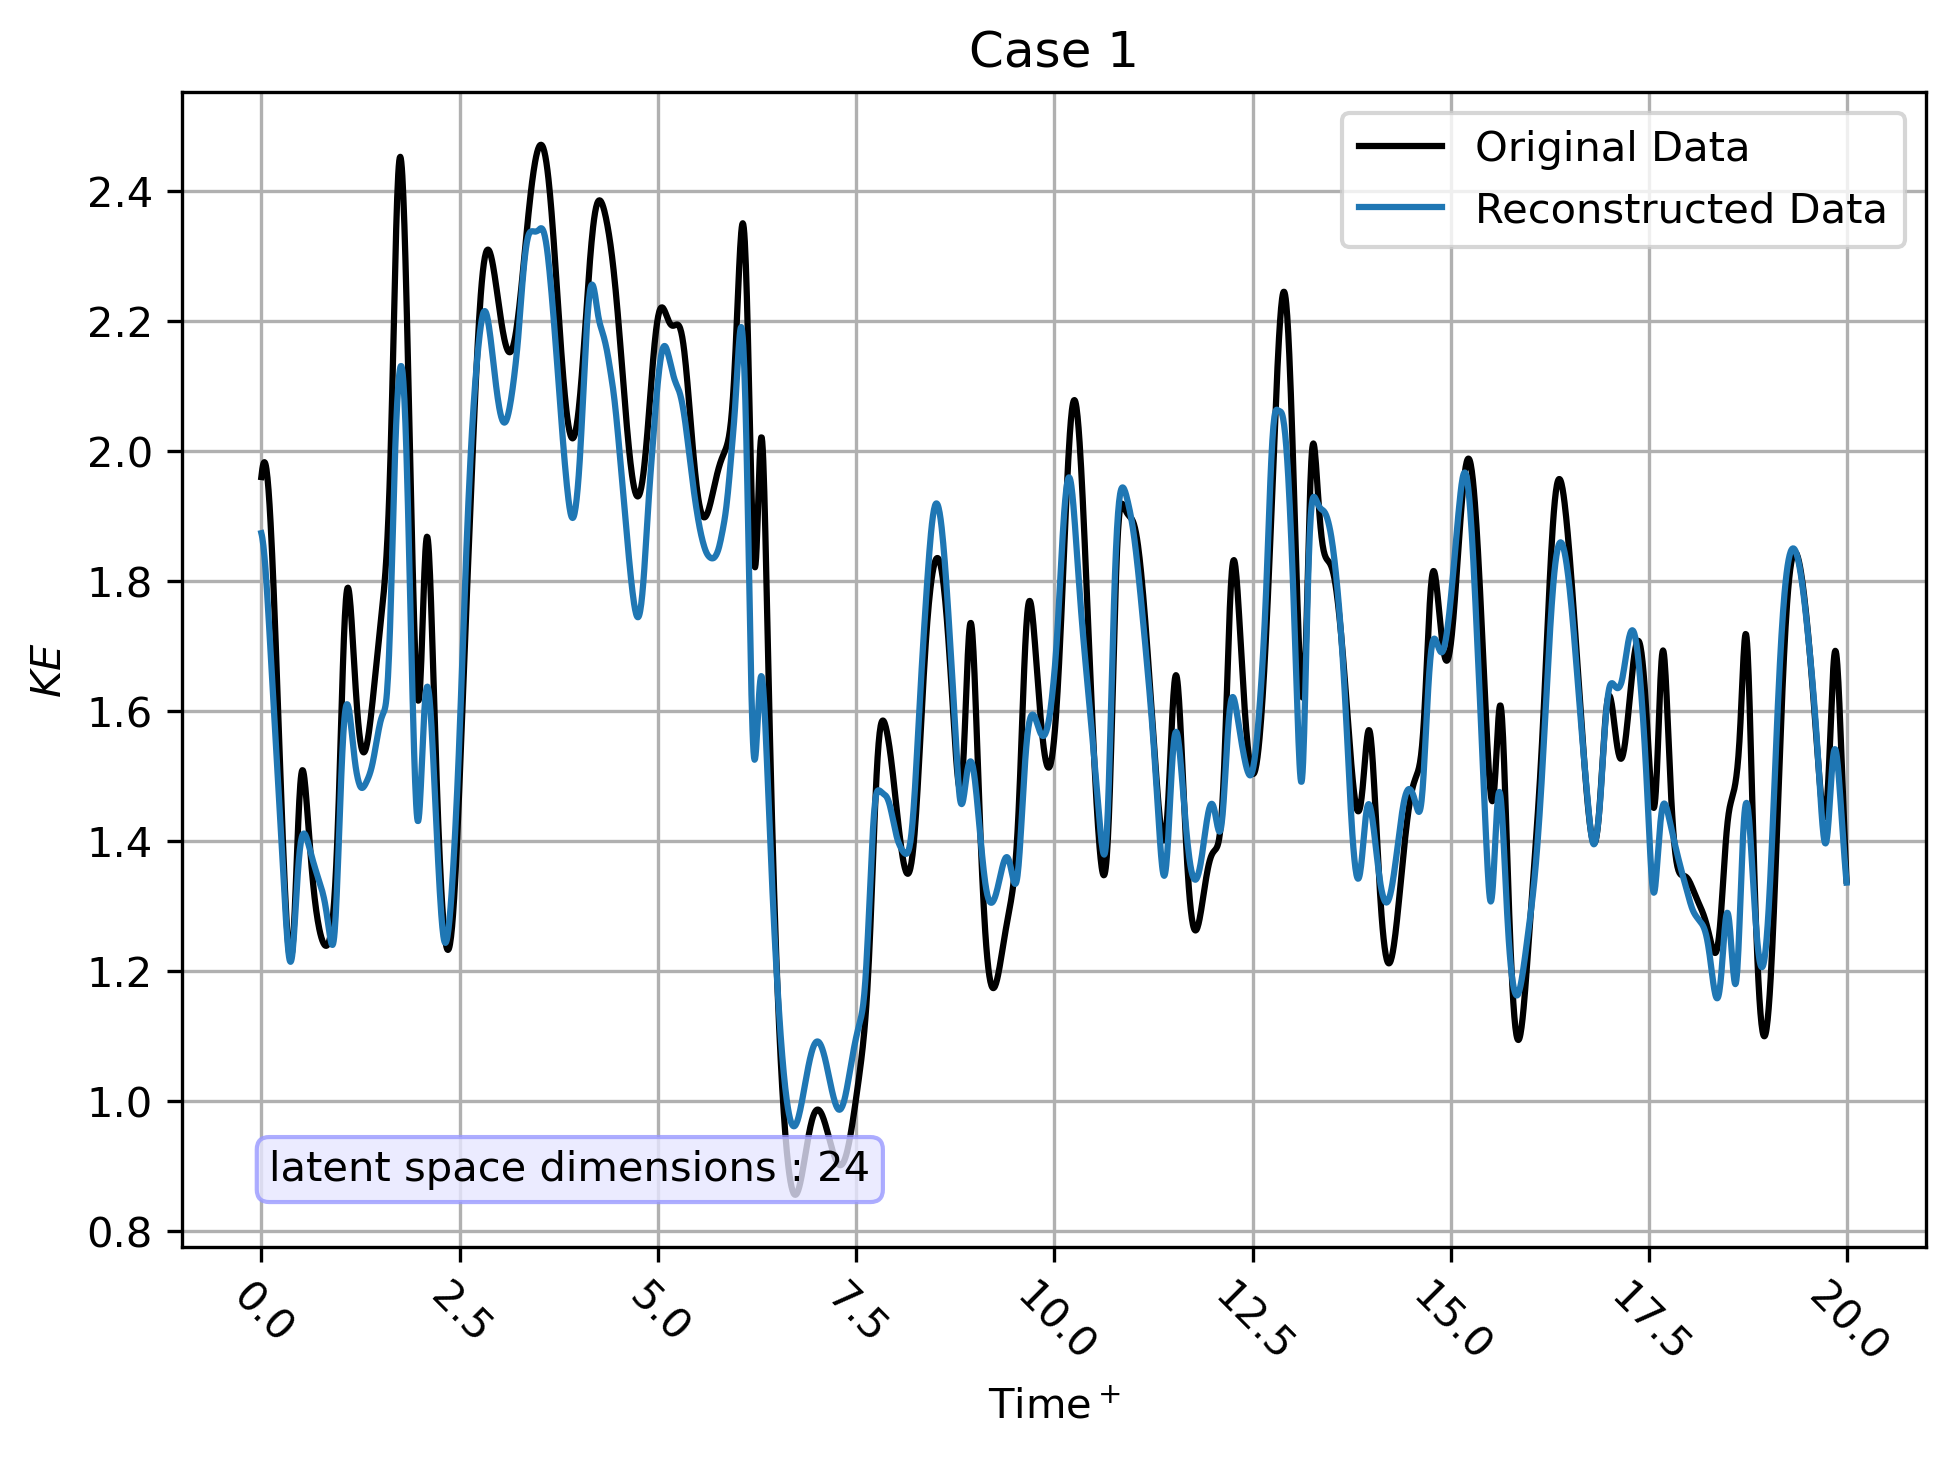 Case 1
Original Data
Reconstructed Data
KE
2.4
2.2
2.0
1.8
1.6
1.4
1.2
1.0
0.8
latent space dimensions : 24
0.0 2.5 5.0 7.5 10.0 12.5 15.0 17.5 20.0
Time⁺